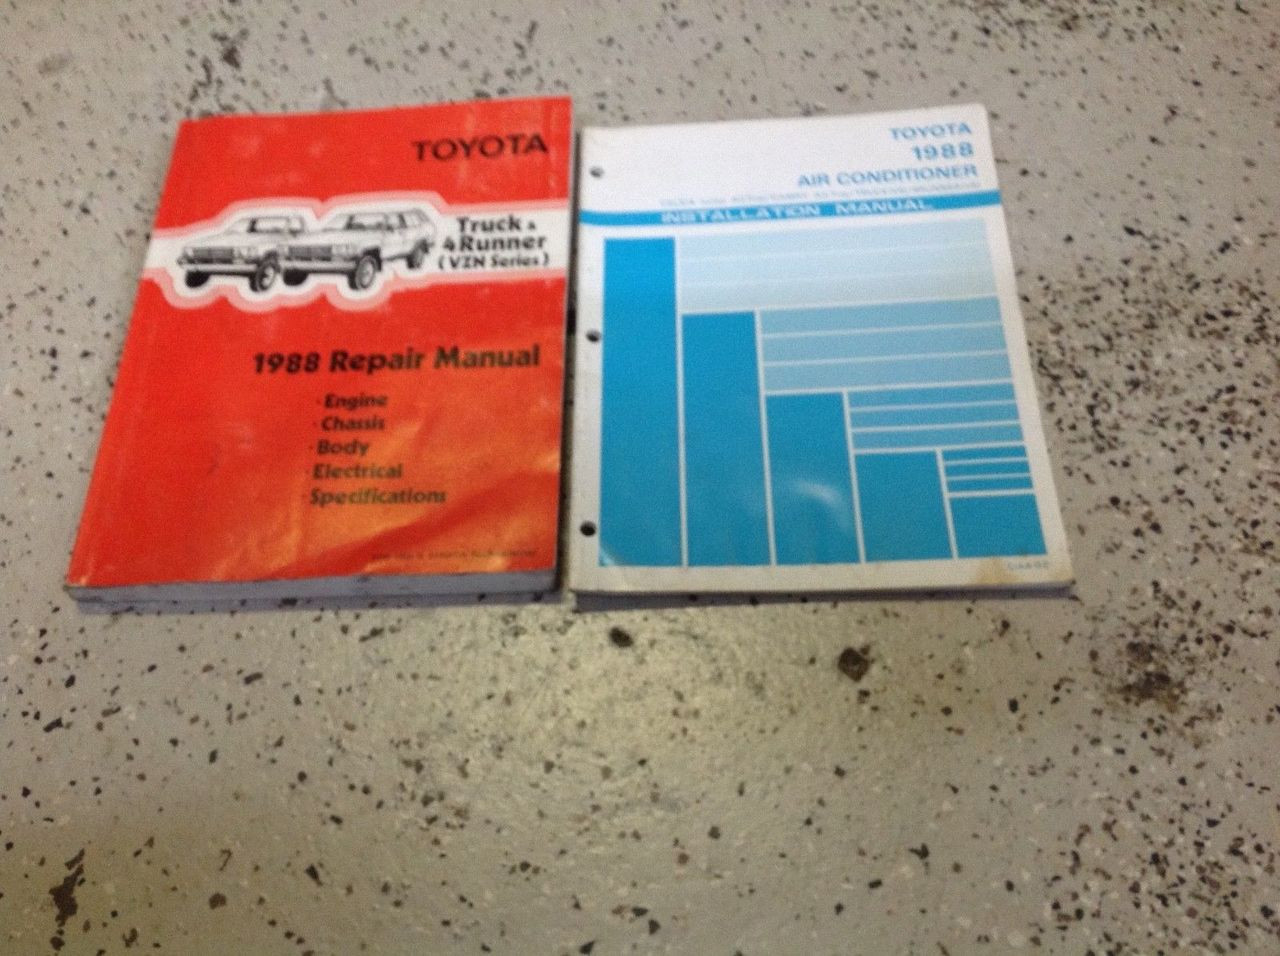 TOYOTA
Truck &
4Runner
(VZN Series)
1988 Repair Manual
· Engine
· Chassis
· Body
· Electrical
· Specifications
TOYOTA
1988
AIR CONDITIONER
INSTALLATION MANUAL